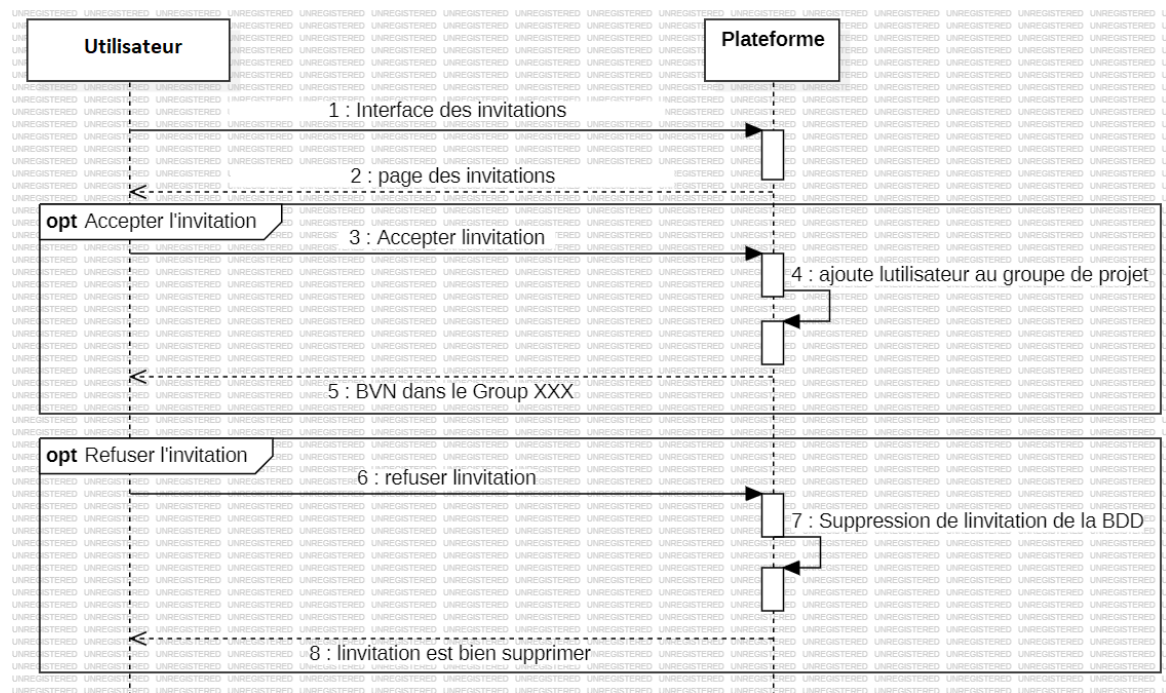 Utilisateur
Plateforme
1 : Interface des invitations
2 : page des invitations
opt Accepter l'invitation
3 : Accepter linvitation
4 : ajoute lutilisateur au groupe de projet
5 : BVN dans le Group XXX
opt Refuser l'invitation
6 : refuser linvitation
7 : Suppression de linvitation de la BDD
8 : linvitation est bien supprimer
UNREGISTERED